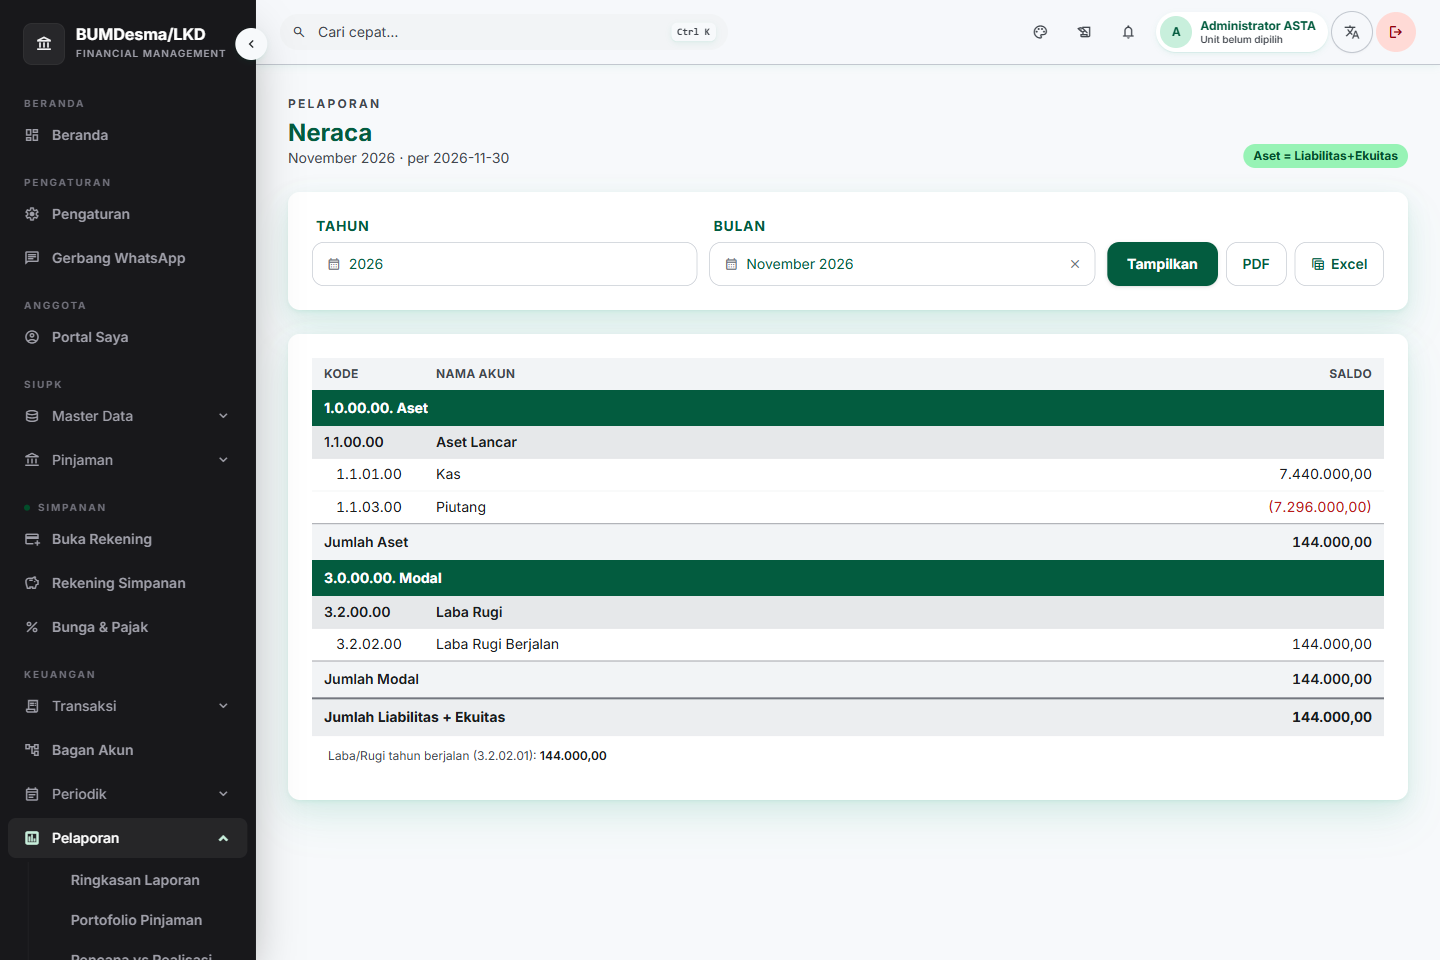 BUMDesma/LKD
FINANCIAL MANAGEMENT
BERANDA
Beranda
PENGATURAN
Pengaturan
Gerbang WhatsApp
ANGGOTA
Portal Saya
SIUPK
Master Data
Pinjaman
SIMPANAN
Buka Rekening
Rekening Simpanan
Bunga & Pajak
KEUANGAN
Transaksi
Bagan Akun
Periodik
Pelaporan
Ringkasan Laporan
Portofolio Pinjaman
Rencana vs Realisasi
Cari cepat...
Ctrl K
A
Administrator ASTA
Unit belum dipilih
PELAPORAN
Neraca
November 2026 · per 2026-11-30
Aset = Liabilitas+Ekuitas
TAHUN
2026
BULAN
November 2026
Tampilkan
PDF
Excel
KODE NAMA AKUN SALDO
1.0.00.00. Aset
1.1.00.00 Aset Lancar
1.1.01.00 Kas 7.440.000,00
1.1.03.00 Piutang (7.296.000,00)
Jumlah Aset 144.000,00
3.0.00.00. Modal
3.2.00.00 Laba Rugi
3.2.02.00 Laba Rugi Berjalan 144.000,00
Jumlah Modal 144.000,00
Jumlah Liabilitas + Ekuitas 144.000,00
Laba/Rugi tahun berjalan (3.2.02.01): 144.000,00